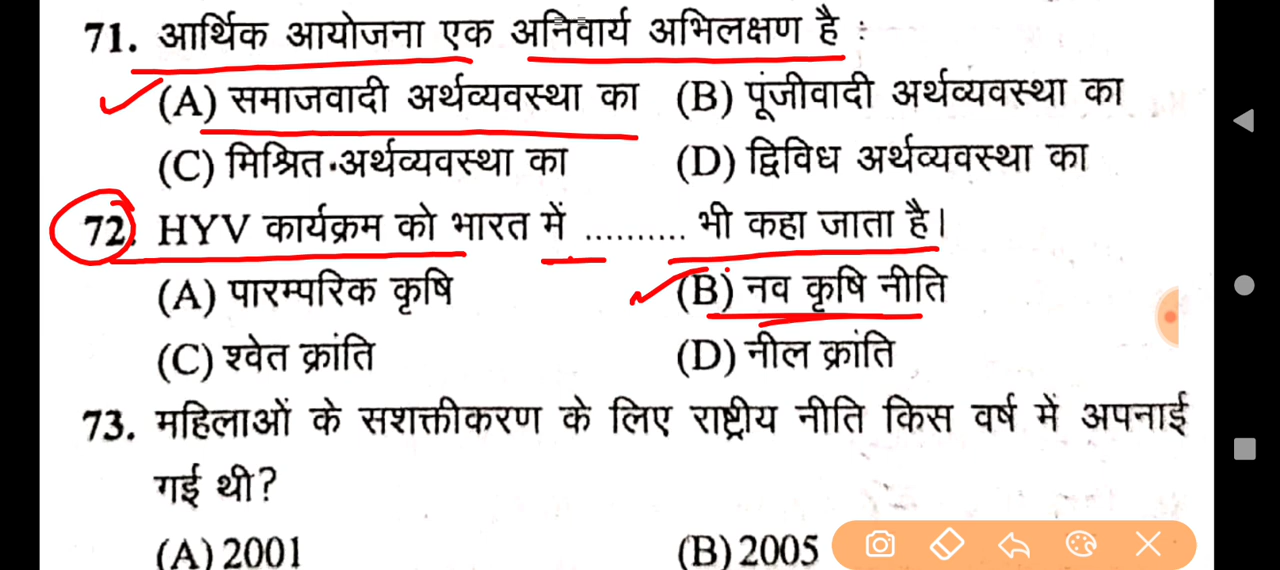 71. आर्थिक आयोजना एक अनिवार्य अभिलक्षण है :
(A) समाजवादी अर्थव्यवस्था का (B) पूंजीवादी अर्थव्यवस्था का
(C) मिश्रित अर्थव्यवस्था का (D) द्विविध अर्थव्यवस्था का
72. HYV कार्यक्रम को भारत में .......... भी कहा जाता है।
(A) पारम्परिक कृषि (B) नव कृषि नीति
(C) श्वेत क्रांति (D) नील क्रांति
73. महिलाओं के सशक्तीकरण के लिए राष्ट्रीय नीति किस वर्ष में अपनाई
गई थी?
(A) 2001 (B) 2005